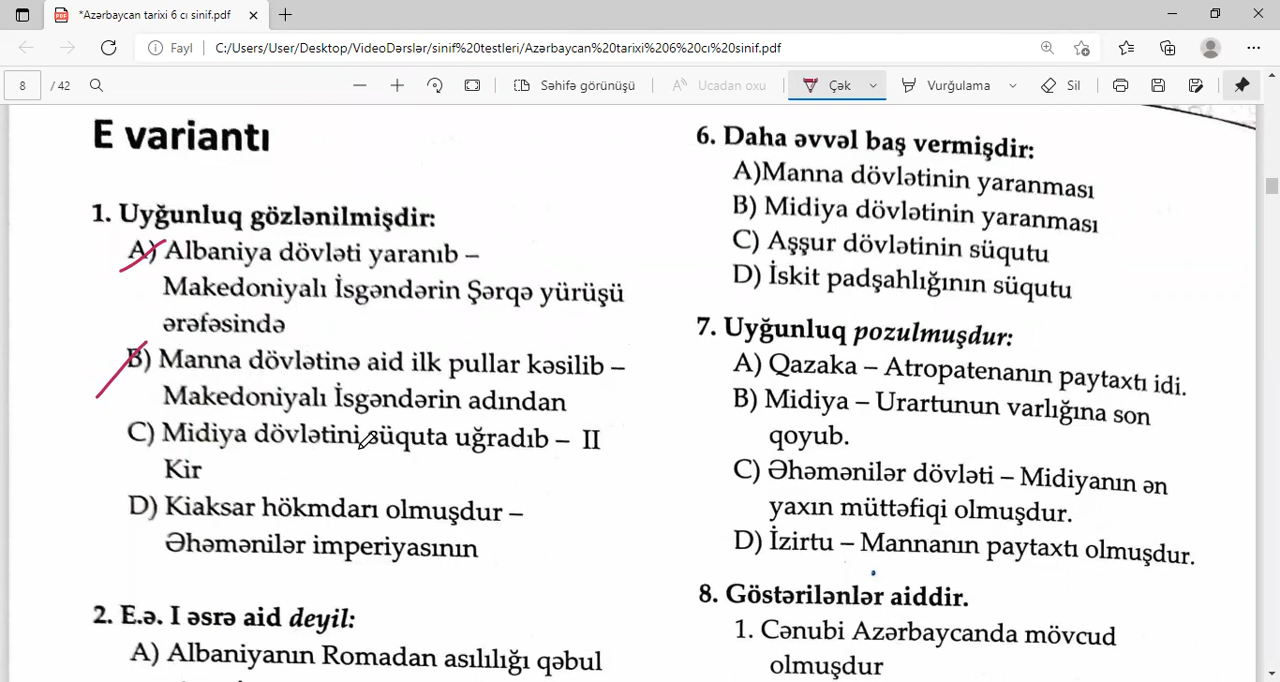 *Azərbaycan tarixi 6 cı sinif.pdf
Fayl C:/Users/User/Desktop/VideoDərslər/sinif%20testleri/Azərbaycan%20tarixi%206%20cı%20sinif.pdf
8 / 42 Səhifə görünüşü Ucadan oxu Çək Vurğulama Sil
E variantı
1. Uyğunluq gözlənilmişdir:
A) Albaniya dövləti yaranıb –
Makedoniyalı İsgəndərin Şərqə yürüşü
ərəfəsində
B) Manna dövlətinə aid ilk pullar kəsilib –
Makedoniyalı İsgəndərin adından
C) Midiya dövlətini süquta uğradıb – II
Kir
D) Kiaksar hökmdarı olmuşdur –
Əhəmənilər imperiyasının
2. E.ə. I əsrə aid deyil:
A) Albaniyanın Romadan asılılığı qəbul
6. Daha əvvəl baş vermişdir:
A)Manna dövlətinin yaranması
B) Midiya dövlətinin yaranması
C) Aşşur dövlətinin süqutu
D) İskit padşahlığının süqutu
7. Uyğunluq pozulmuşdur:
A) Qazaka – Atropatenanın paytaxtı idi.
B) Midiya – Urartunun varlığına son
qoyub.
C) Əhəmənilər dövləti – Midiyanın ən
yaxın müttəfiqi olmuşdur.
D) İzirtu – Mannanın paytaxtı olmuşdur.
8. Göstərilənlər aiddir.
1. Cənubi Azərbaycanda mövcud
olmuşdur